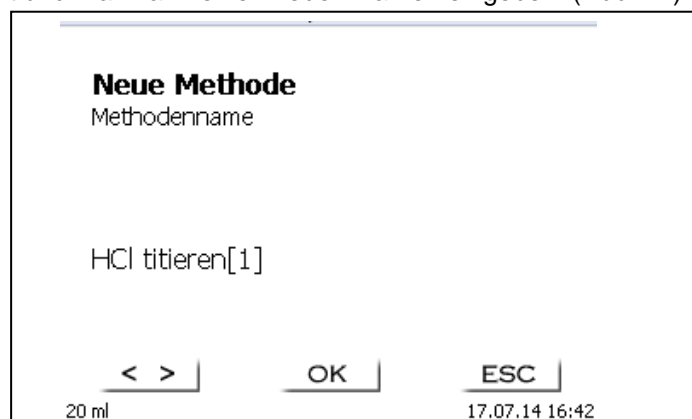 Neue Methode
Methodenname
HCl titieren[1]
< > OK ESC
20 ml 17.07.14 16:42